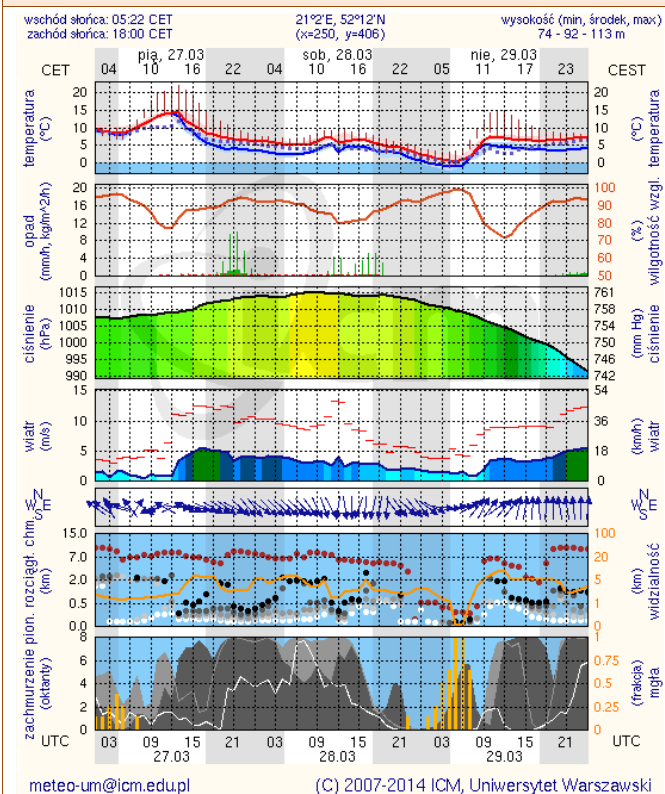 wschód słońca: 05:22 CET 21°2'E, 52°12'N wysokość (min, środek, max)
zachód słońca: 18:00 CET (x=250, y=406) 74 - 92 - 113 m
pią, 27.03 sob, 28.03 nie, 29.03
CET 04 10 16 22 04 10 16 22 05 11 17 23 CEST
temperatura (°C) 20 15 10 5 0 20 15 10 5 0 (°C) temperatura
opad (mm/h, kg/m^2/h) 20 16 12 8 4 0 100 90 80 70 60 50 (%) wilgotność wzgl.
ciśnienie (hPa) 1015 1010 1005 1000 995 990 761 758 754 750 746 742 (mm Hg) ciśnienie
wiatr (m/s) 15 10 5 0 54 36 18 0 (km/h) wiatr
N W E S N W E S
pion. rozciągł. chm. (km) 15.0 7.0 2.0 0.5 0.0 100 20 5 1 0 (km) widzialność
zachmurzenie (oktanty) 8 6 4 2 0 1 0.75 0.5 0.25 0 (frakcja) mgła
UTC 03 09 15 21 03 09 15 21 03 09 15 21 UTC
27.03 28.03 29.03
meteo-um@icm.edu.pl (C) 2007-2014 ICM, Uniwersytet Warszawski